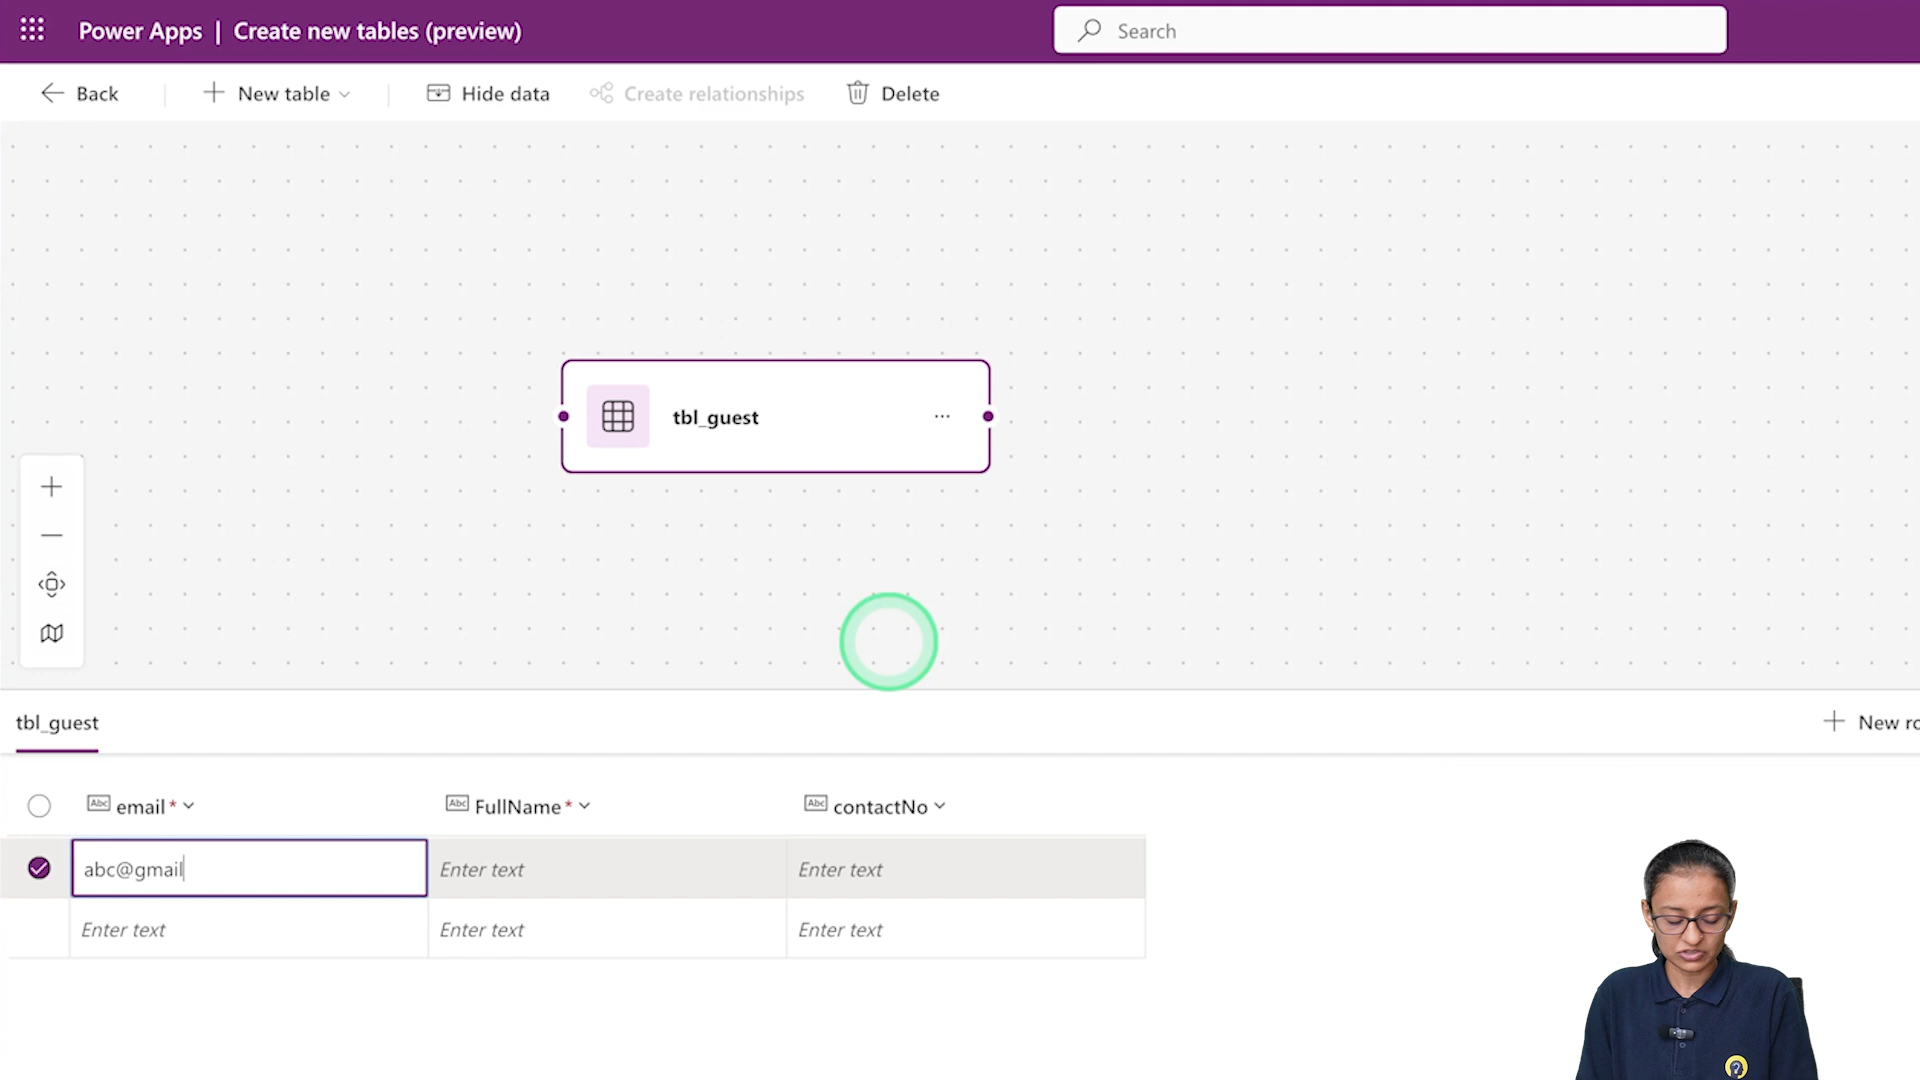 Power Apps | Create new tables (preview)
Search
Back
New table
Hide data
Create relationships
Delete
tbl_guest
tbl_guest
New ro
email *
FullName *
contactNo
abc@gmail
Enter text
Enter text
Enter text
Enter text
Enter text